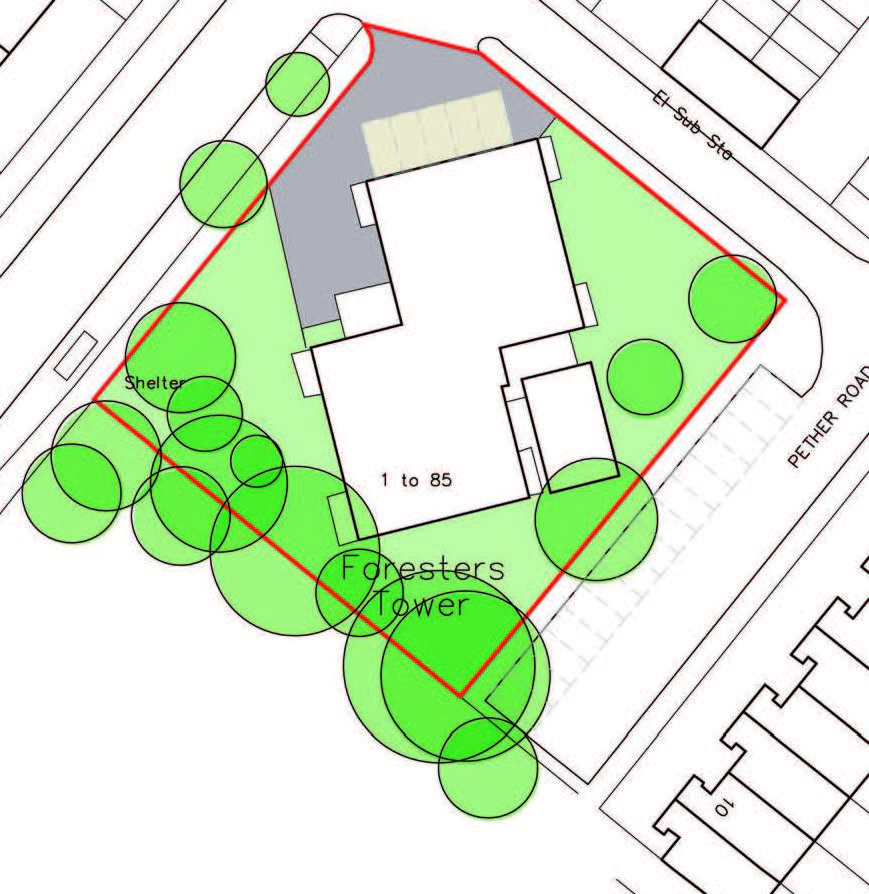 El Sub Sta
Shelter
PETHER ROAD
1 to 85
Foresters
Tower
10